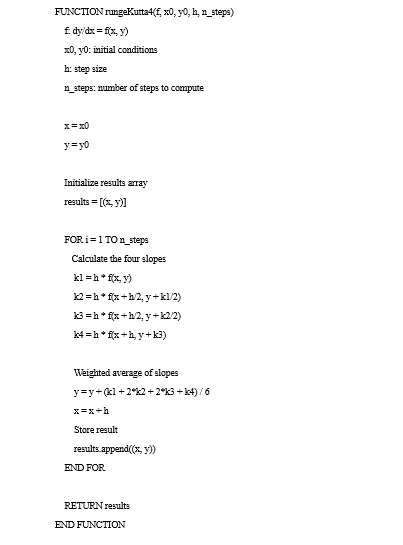 FUNCTION rungeKutta4(f, x0, y0, h, n_steps)
f: dy/dx = f(x, y)
x0, y0: initial conditions
h: step size
n_steps: number of steps to compute
x = x0
y = y0
Initialize results array
results = [(x, y)]
FOR i = 1 TO n_steps
Calculate the four slopes
k1 = h * f(x, y)
k2 = h * f(x + h/2, y + k1/2)
k3 = h * f(x + h/2, y + k2/2)
k4 = h * f(x + h, y + k3)
Weighted average of slopes
y = y + (k1 + 2*k2 + 2*k3 + k4) / 6
x = x + h
Store result
results.append((x, y))
END FOR
RETURN results
END FUNCTION